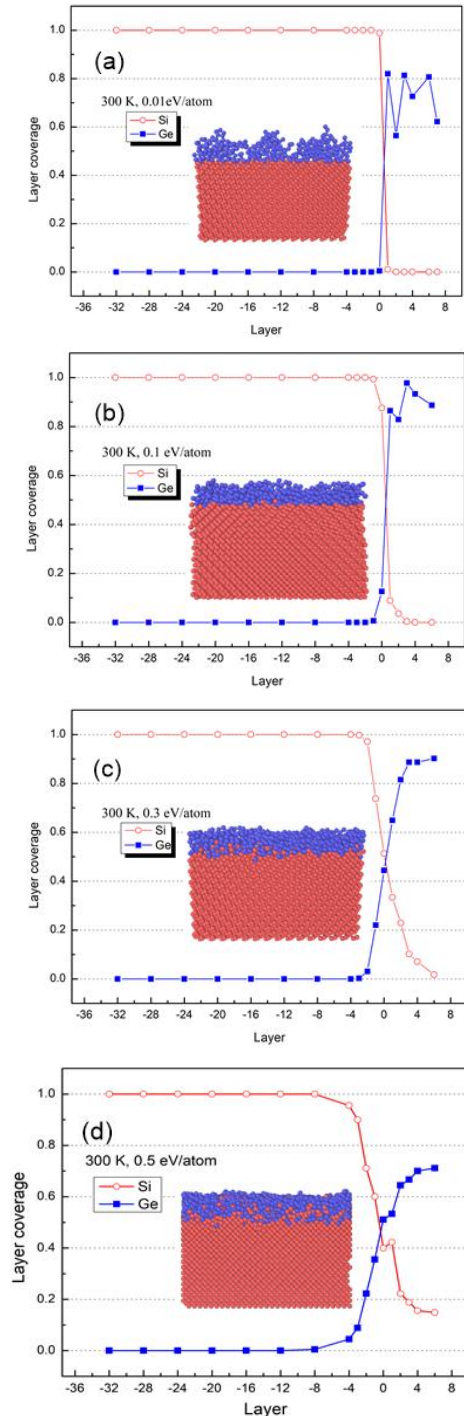 1.0
(a)
0.8
300 K, 0.01eV/atom
Si
Ge
0.6
Layer coverage
0.4
0.2
0.0
-36 -32 -28 -24 -20 -16 -12 -8 -4 0 4 8
Layer
1.0
(b)
0.8
300 K, 0.1 eV/atom
Si
Ge
0.6
Layer coverage
0.4
0.2
0.0
-36 -32 -28 -24 -20 -16 -12 -8 -4 0 4 8
Layer
1.0
(c)
0.8
300 K, 0.3 eV/atom
Si
Ge
0.6
Layer coverage
0.4
0.2
0.0
-36 -32 -28 -24 -20 -16 -12 -8 -4 0 4 8
Layer
1.0
(d)
0.8
300 K, 0.5 eV/atom
Si
Ge
0.6
Layer coverage
0.4
0.2
0.0
-36 -32 -28 -24 -20 -16 -12 -8 -4 0 4 8
Layer